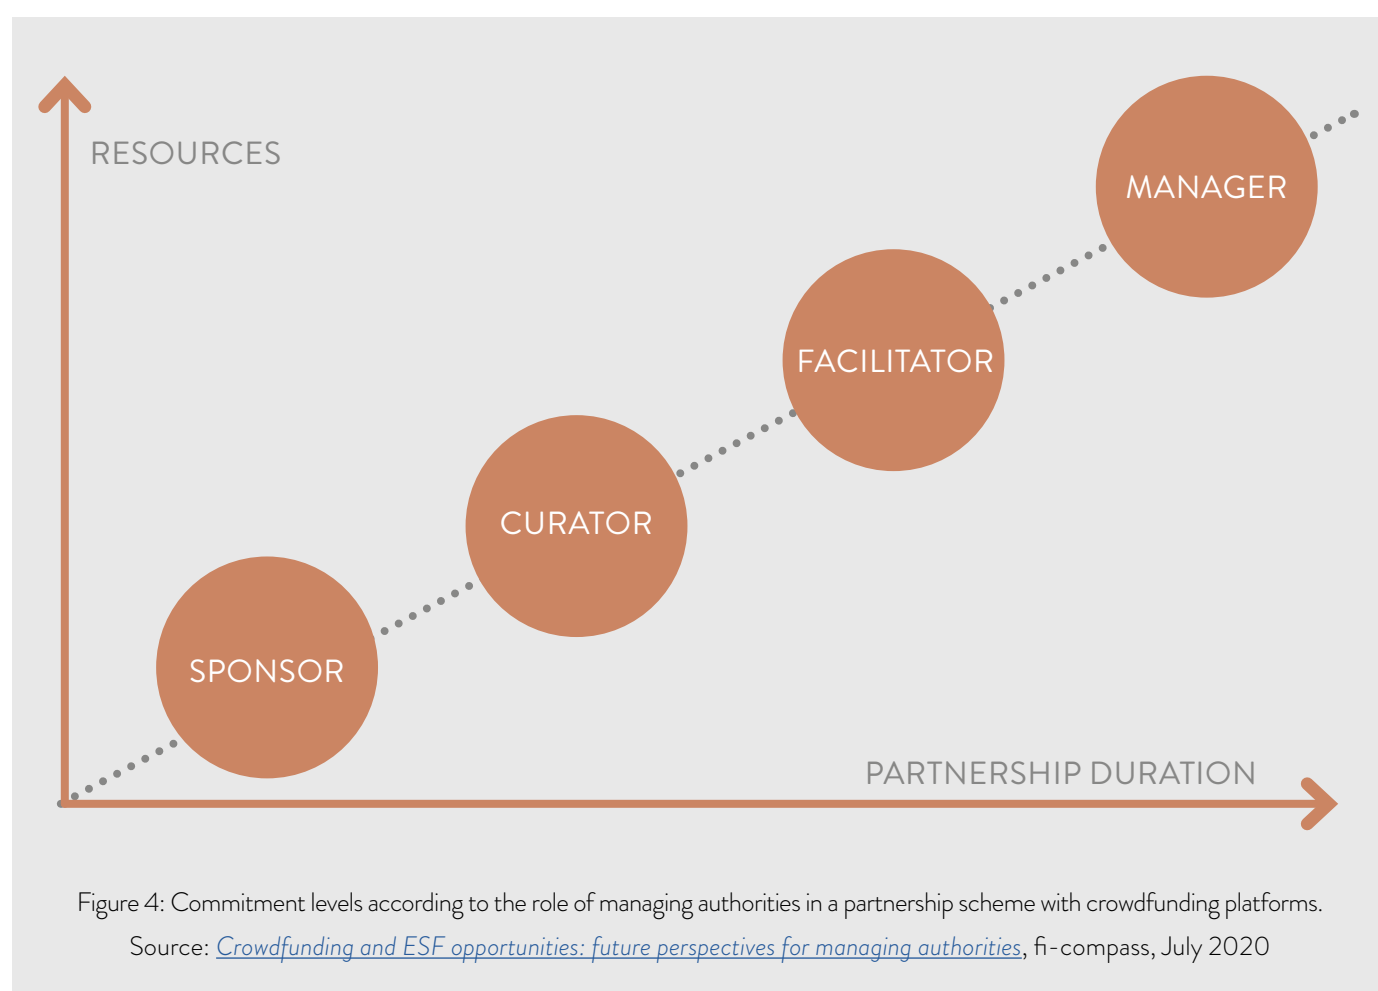 RESOURCES
MANAGER
FACILITATOR
CURATOR
SPONSOR
PARTNERSHIP DURATION
Figure 4: Commitment levels according to the role of managing authorities in a partnership scheme with crowdfunding platforms.
Source: Crowdfunding and ESF opportunities: future perspectives for managing authorities, fi-compass, July 2020